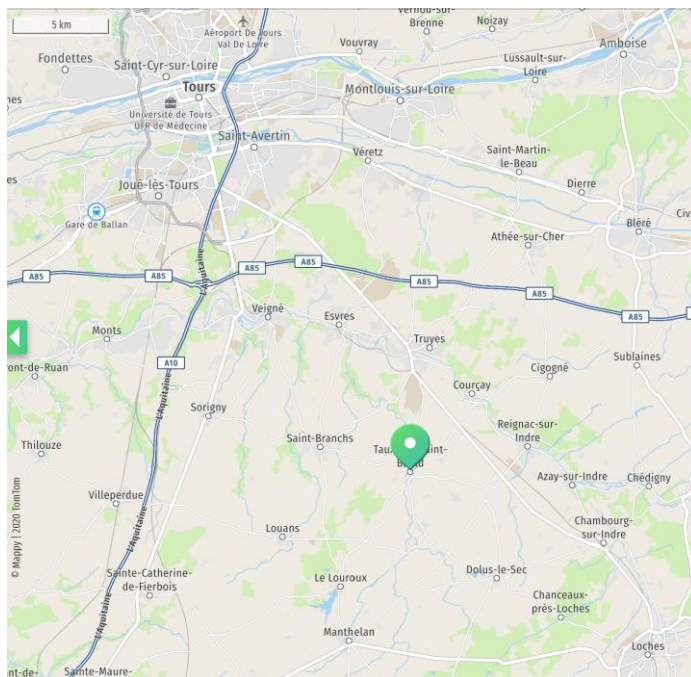 5 km
Aéroport De Tours
Val De Loire
Brenne
Noizay
Vouvray
Amboise
Fondettes
Saint-Cyr-sur-Loire
Lussault-sur-
Loire
Tours
Montlouis-sur-Loire
Université de Tours
UFR de Médecine
Saint-Avertin
Véretz
Saint-Martin-
le-Beau
Joué-lès-Tours
Dierre
Gare de Ballan
Bléré
Athée-sur-Cher
L'Aquitaine
A85
A85
A85
A85
A85
A85
A85
Veigné
Esvres
Monts
Truyes
A10
Sublaines
Cigogné
Courçay
L'Aquitaine
Sorigny
Reignac-sur-
Indre
Saint-Branchs
Thilouze
Azay-sur-Indre
Chédigny
Villeperdue
Louans
Chambourg-
sur-Indre
L'Aquitaine
© Mappy | 2020 TomTom
Sainte-Catherine-
de-Fierbois
Le Louroux
Dolus-le-Sec
Chanceaux-
près-Loches
L'Aquitaine
Manthelan
Loches